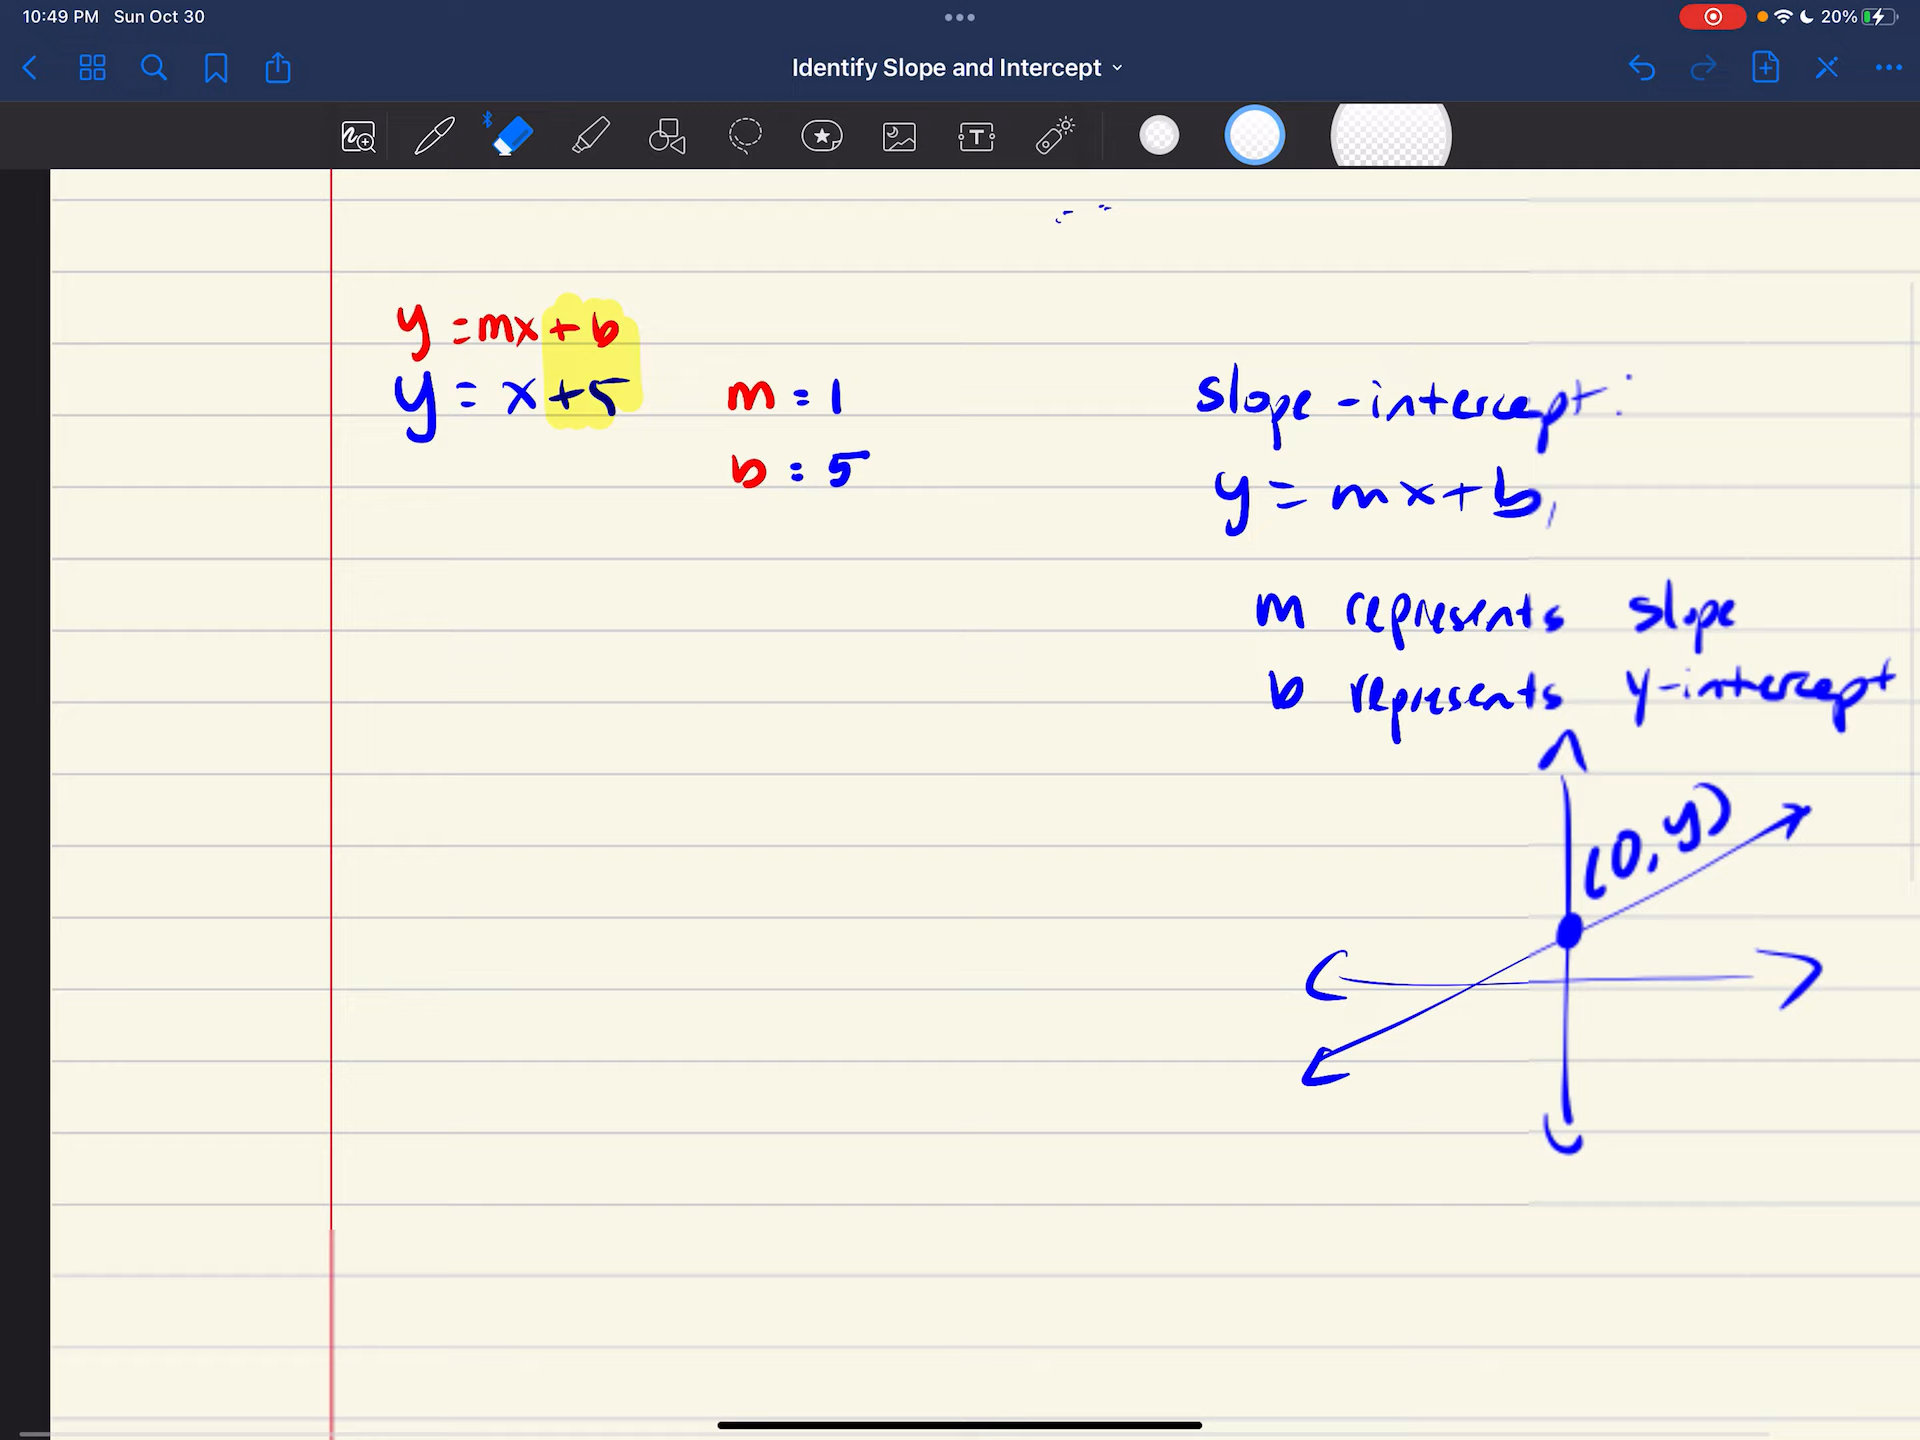 10:49 PM Sun Oct 30
20%
Identify Slope and Intercept
y = mx + b
y = x + 5
m = 1
b = 5
slope-intercept:
y = mx + b,
m represents slope
b represents y-intercept
(0, y)